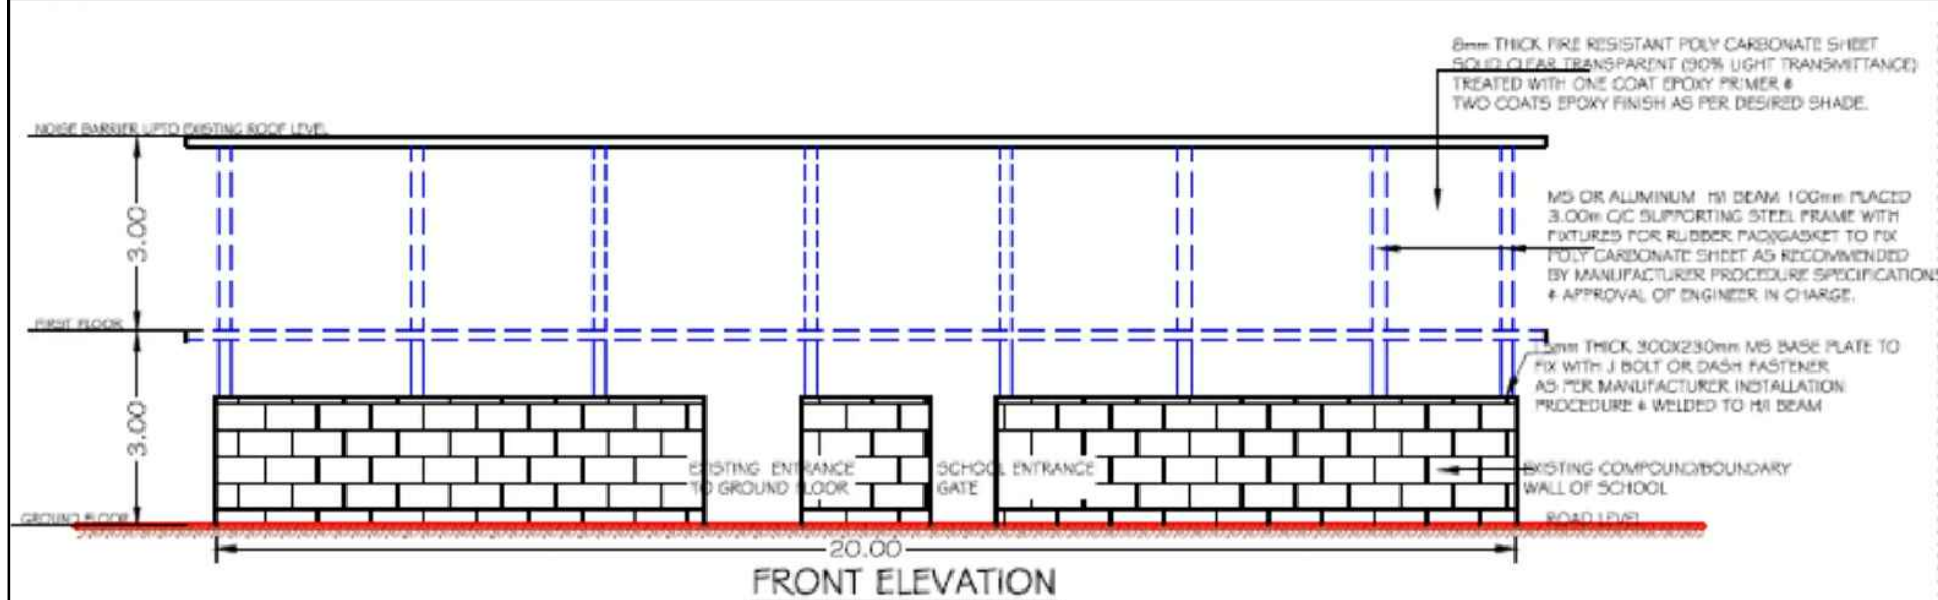 8mm THICK FIRE RESISTANT POLY CARBONATE SHEET
SOLID CLEAR TRANSPARENT (90% LIGHT TRANSMITTANCE)
TREATED WITH ONE COAT EPOXY PRIMER &
TWO COATS EPOXY FINISH AS PER DESIRED SHADE.
NOISE BARRIER UPTO EXISTING ROOF LEVEL
MS OR ALUMINUM H/I BEAM 100mm PLACED
3.00m C/C SUPPORTING STEEL FRAME WITH
FIXTURES FOR RUBBER PAD/GASKET TO FIX
POLY CARBONATE SHEET AS RECOMMENDED
BY MANUFACTURER PROCEDURE SPECIFICATIONS
& APPROVAL OF ENGINEER IN CHARGE.
3.00
FIRST FLOOR
15mm THICK 300X230mm MS BASE PLATE TO
FIX WITH J BOLT OR DASH FASTENER
AS PER MANUFACTURER INSTALLATION
PROCEDURE & WELDED TO H/I BEAM
3.00
EXISTING ENTRANCE
TO GROUND FLOOR
SCHOOL ENTRANCE
GATE
EXISTING COMPOUND/BOUNDARY
WALL OF SCHOOL
GROUND FLOOR
ROAD LEVEL
20.00
FRONT ELEVATION